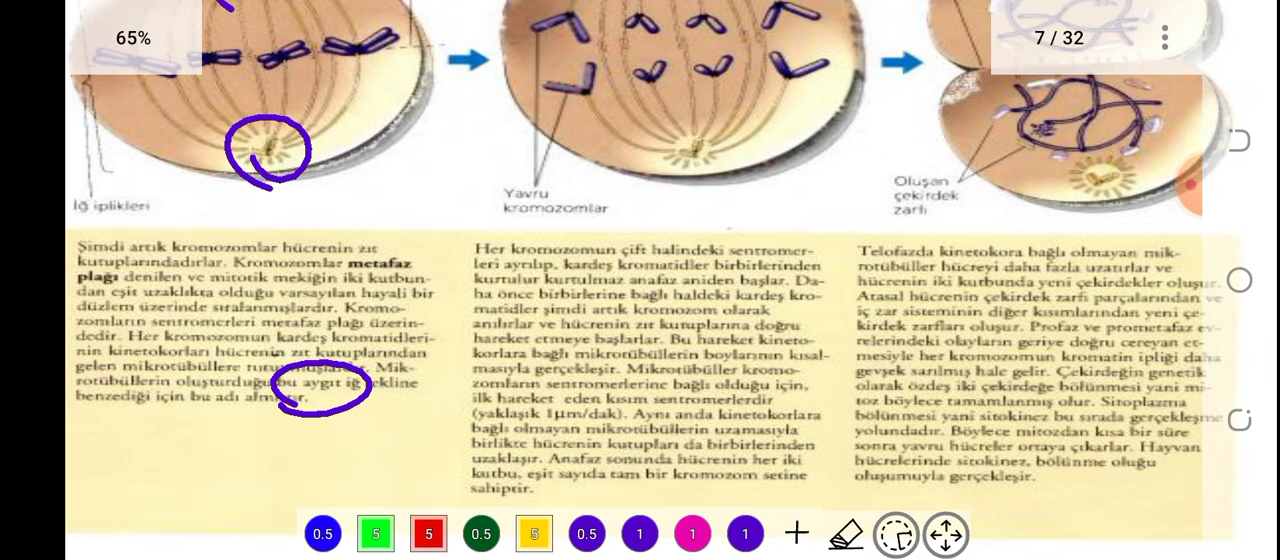 65%
7 / 32
İğ iplikleri
Yavru
kromozomlar
Oluşan
çekirdek
zarfı
Şimdi artık kromozomlar hücrenin zıt
kutuplarındadırlar. Kromozomlar metafaz
plağı denilen ve mitotik mekiğin iki kutbun-
dan eşit uzaklıkta olduğu varsayılan hayali bir
düzlem üzerinde sıralanmışlardır. Kromo-
zomların sentromerleri metafaz plağı üzerin-
dedir. Her kromozomun kardeş kromatidleri-
nin kinetokorları hücrenin zıt kutuplarından
gelen mikrotübüllere Mik-
rotübüllerin oluşturduğu bu aygıt iğ şekline
benzediği için bu adı almıştır.
Her kromozomun çift halindeki sentromer-
leri ayrılıp, kardeş kromatidler birbirlerinden
kurtulur kurtulmaz anafaz aniden başlar. Da-
ha önce birbirlerine bağlı haldeki kardeş kro-
matidler şimdi artık kromozom olarak
anılırlar ve hücrenin zıt kutuplarına doğru
hareket etmeye başlarlar. Bu hareket kineto-
korlara bağlı mikrotübüllerin boylarının kısal-
masıyla gerçekleşir. Mikrotübüller kromo-
zomların sentromerlerine bağlı olduğu için,
ilk hareket eden kısım sentromerlerdir
(yaklaşık 1µm/dak). Aynı anda kinetokorlara
bağlı olmayan mikrotübüllerin uzamasıyla
birlikte hücrenin kutupları da birbirlerinden
uzaklaşır. Anafaz sonunda hücrenin her iki
kutbu, eşit sayıda tam bir kromozom setine
sahiptir.
Telofazda kinetokora bağlı olmayan mik-
rotübüller hücreyi daha fazla uzatırlar ve
hücrenin iki kutbunda yeni çekirdekler oluşur.
Atasal hücrenin çekirdek zarfı parçalarından ve
iç zar sisteminin diğer kısımlarından yeni çe-
kirdek zarfları oluşur. Profaz ve prometafaz ev-
relerindeki olayların geriye doğru cereyan et-
mesiyle her kromozomun kromatin ipliği daha
gevşek sarılmış hale gelir. Çekirdeğin genetik
olarak özdeş iki çekirdeğe bölünmesi yani mi-
toz böylece tamamlanmış olur. Sitoplazma
bölünmesi yani sitokinez bu sırada gerçekleşme
yolundadır. Böylece mitozdan kısa bir süre
sonra yavru hücreler ortaya çıkarlar. Hayvan
hücrelerinde sitokinez, bölünme oluğu
oluşumuyla gerçekleşir.
0.5 5 5 0.5 5 0.5 1 1 1